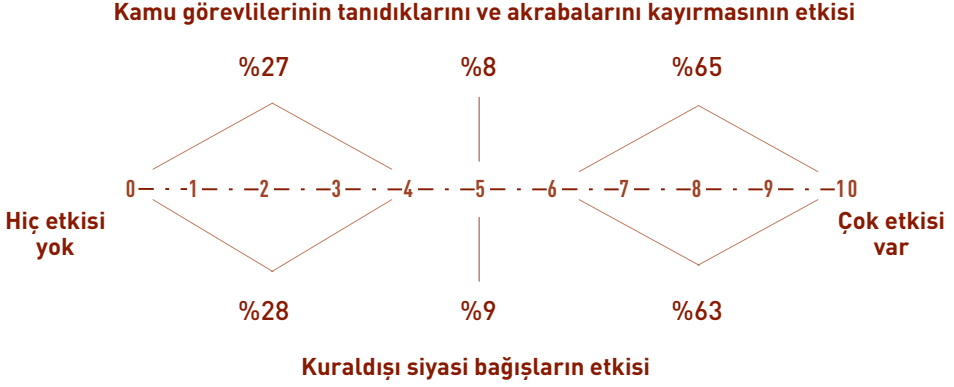 Kamu görevlilerinin tanıdıklarını ve akrabalarını kayırmasının etkisi
%27 %8 %65
0 1 2 3 4 5 6 7 8 9 10
Hiç etkisi
yok
Çok etkisi
var
%28 %9 %63
Kuraldışı siyasi bağışların etkisi